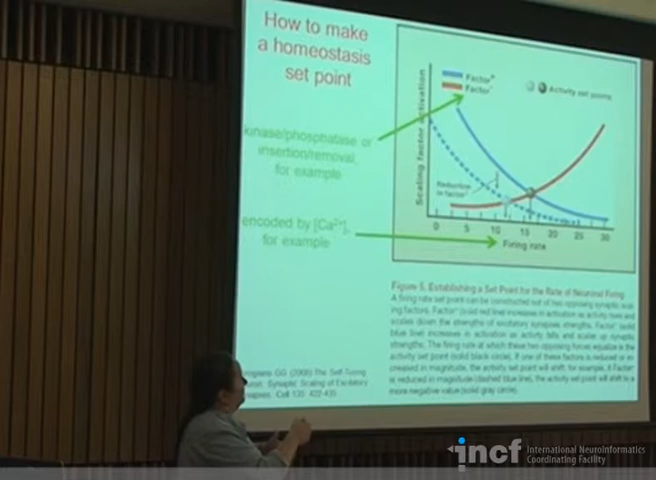 How to make
a homeostasis
set point
kinase/phosphatase or
insertion/removal,
for example
encoded by [Ca²⁺],
for example
Scaling factor activation
Factor⁺
Factor⁻
Activity set points
Reduction
in factor⁺
0 5 10 15 20 25 30
Firing rate
Figure 5. Establishing a Set Point for the Rate of Neuronal Firing
A firing rate set point can be constructed out of two opposing synaptic scal-
ing factors. Factor⁻ (solid red line) increases in activation as activity rises and
scales down the strengths of excitatory synapses strengths. Factor⁺ (solid
blue line) increases in activation as activity falls and scales up synaptic
strengths. The firing rate at which these two opposing forces equalize is the
activity set point (solid black circle). If one of these factors is reduced or in-
creased in magnitude, the activity set point will shift; for example, if Factor⁺
is reduced in magnitude (dashed blue line), the activity set point will shift to a
more negative value (solid gray circle).
GG (2008) The Self-Tuning
Synaptic Scaling of Excitatory
Cell 135: 422-435
incf International Neuroinformatics
Coordinating Facility